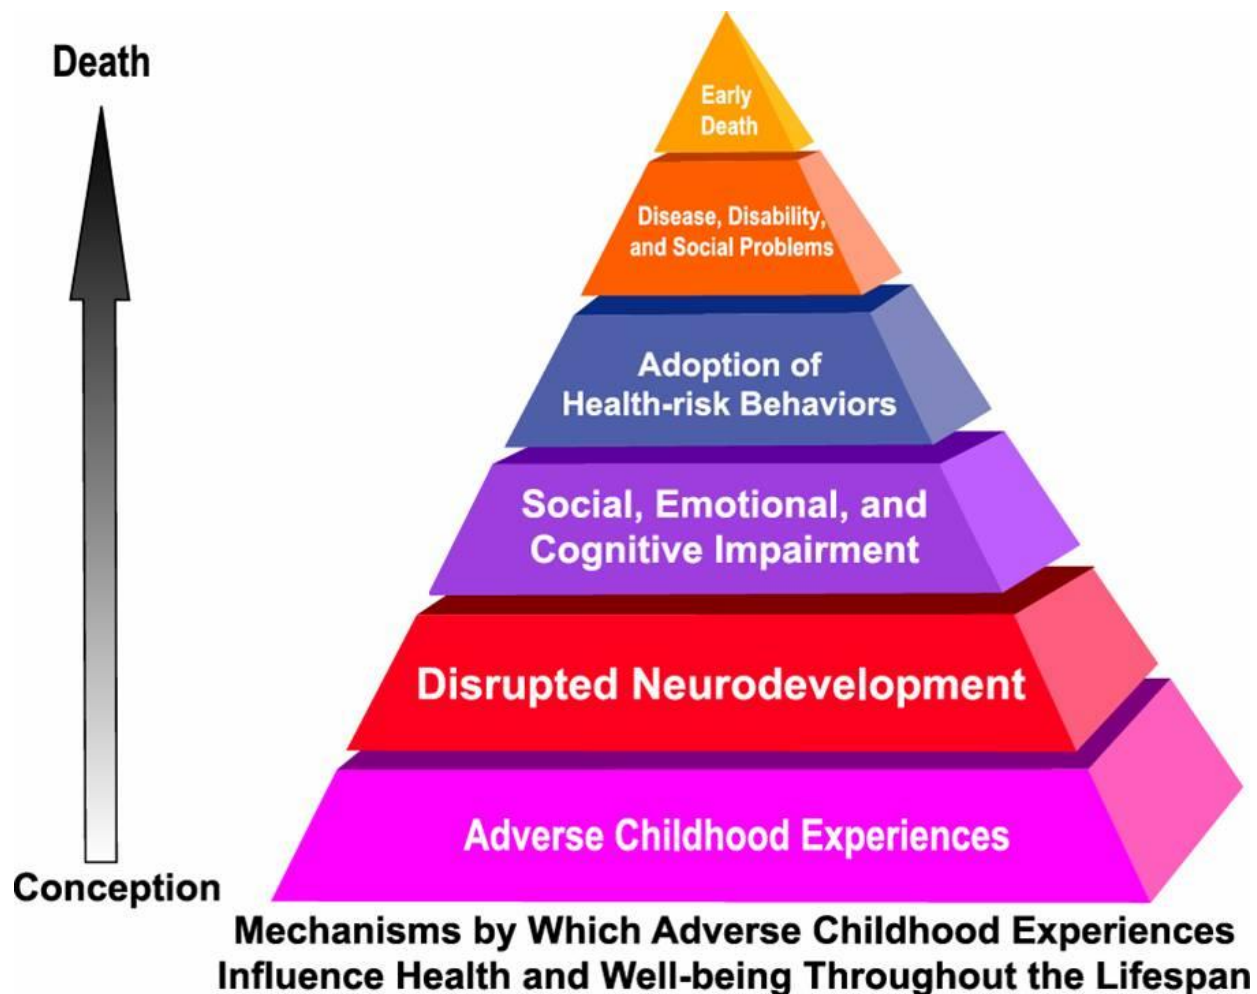 Death
Early
Death
Disease, Disability,
and Social Problems
Adoption of
Health-risk Behaviors
Social, Emotional, and
Cognitive Impairment
Disrupted Neurodevelopment
Adverse Childhood Experiences
Conception
Mechanisms by Which Adverse Childhood Experiences
Influence Health and Well-being Throughout the Lifespan